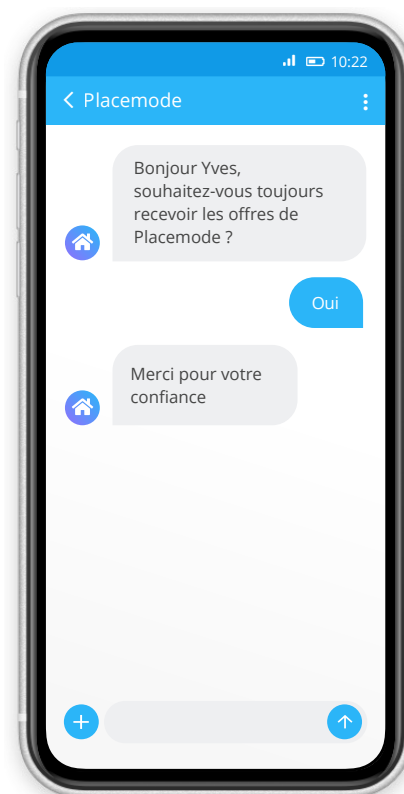 10:22
Placemode
Bonjour Yves,
souhaitez-vous toujours
recevoir les offres de
Placemode ?
Oui
Merci pour votre
confiance